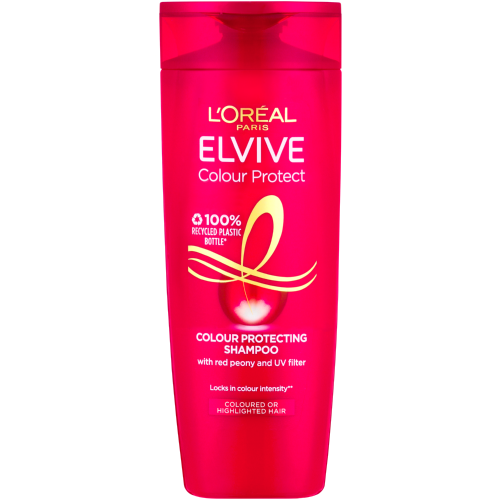 L'ORÉAL
PARIS
ELVIVE
Colour Protect
100%
RECYCLED PLASTIC
BOTTLE*
COLOUR PROTECTING
SHAMPOO
with red peony and UV filter
Locks in colour intensity**
COLOURED OR
HIGHLIGHTED HAIR